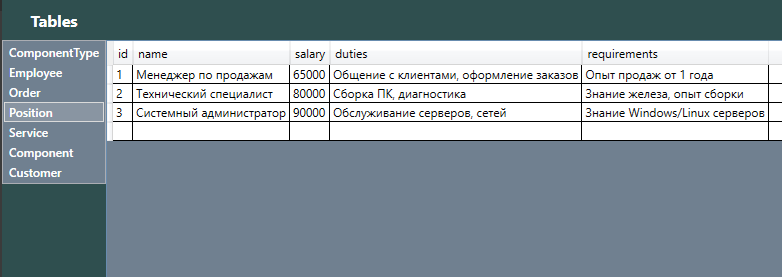 Tables
ComponentType
Employee
Order
Position
Service
Component
Customer
id name salary duties requirements
1 Менеджер по продажам 65000 Общение с клиентами, оформление заказов Опыт продаж от 1 года
2 Технический специалист 80000 Сборка ПК, диагностика Знание железа, опыт сборки
3 Системный администратор 90000 Обслуживание серверов, сетей Знание Windows/Linux серверов